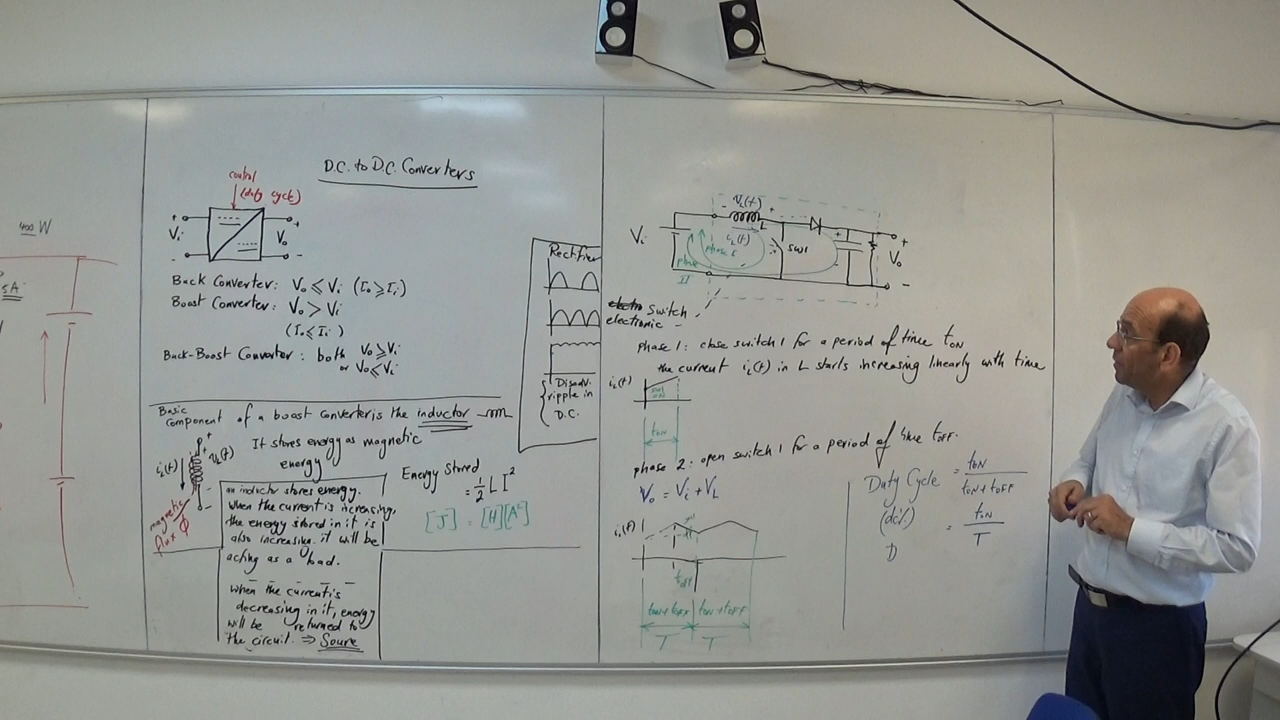 400 W
5A
D.C. to D.C. Converters
control
(duty cycle)
+ +
Vi Vo
- -
Back Converter: Vo ≤ Vi (Io ≥ Ii)
Boost Converter: Vo > Vi
(Io ≤ Ii)
Back-Boost Convertor: both Vo ≥ Vi
or Vo ≤ Vi
Rectifier
Disadv.
ripple in
D.C.
Basic
Component of a boost converter is the inductor
It stores energy as magnetic
energy
iL(t)
vL(t)
magnetic
flux Φ
an inductor stores energy.
When the current is increasing,
the energy stored in it is
also increasing. it will be
acting as a load.
When the current is
decreasing in it, energy
will be returned to
the circuit ⇒ Soure
Energy Stored
= 1/2 L I²
[J] = [H][A²]
vL(t)
- +
L
iL(t)
Vi
SW1
phase
II
+
Vo
-
switch
electronic
phase 1: close switch 1 for a period of time tON
the current iL(t) in L starts increasing linearly with time
iL(t)
tON
phase 2: open switch 1 for a period of time tOFF.
Vo = Vi + VL
iL(t)
tOFF
tON+tOFF tON+tOFF
T T
Duty Cycle = tON / tON + tOFF
= tON / T
D